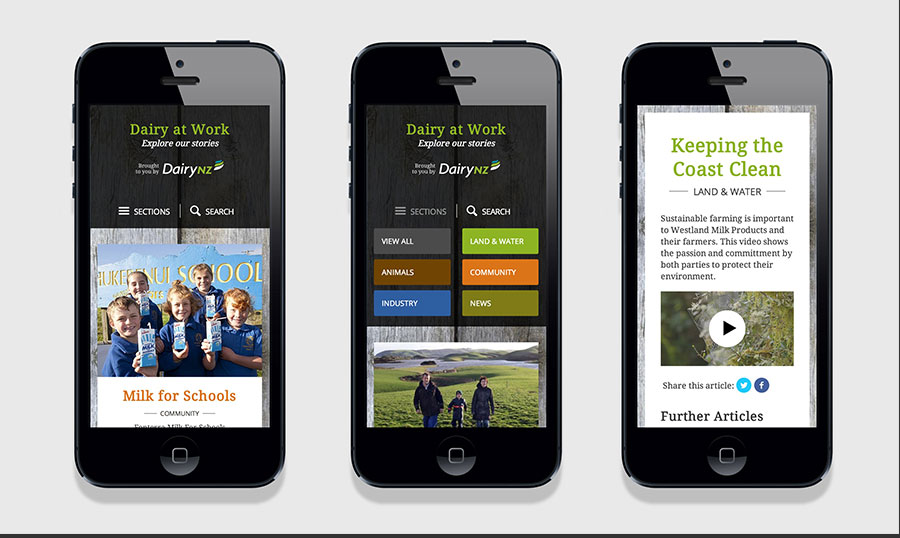 Dairy at Work
Explore our stories
Brought
to you by DairyNZ
SECTIONS
SEARCH
HUKERENUI SCHOOL
MILK
Milk for Schools
COMMUNITY
Fonterra Milk For Schools
Dairy at Work
Explore our stories
Brought
to you by DairyNZ
SECTIONS
SEARCH
VIEW ALL
LAND & WATER
ANIMALS
COMMUNITY
INDUSTRY
NEWS
Keeping the
Coast Clean
LAND & WATER
Sustainable farming is important
to Westland Milk Products and
their farmers. This video shows
the passion and commitment by
both parties to protect their
environment.
Share this article:
Further Articles